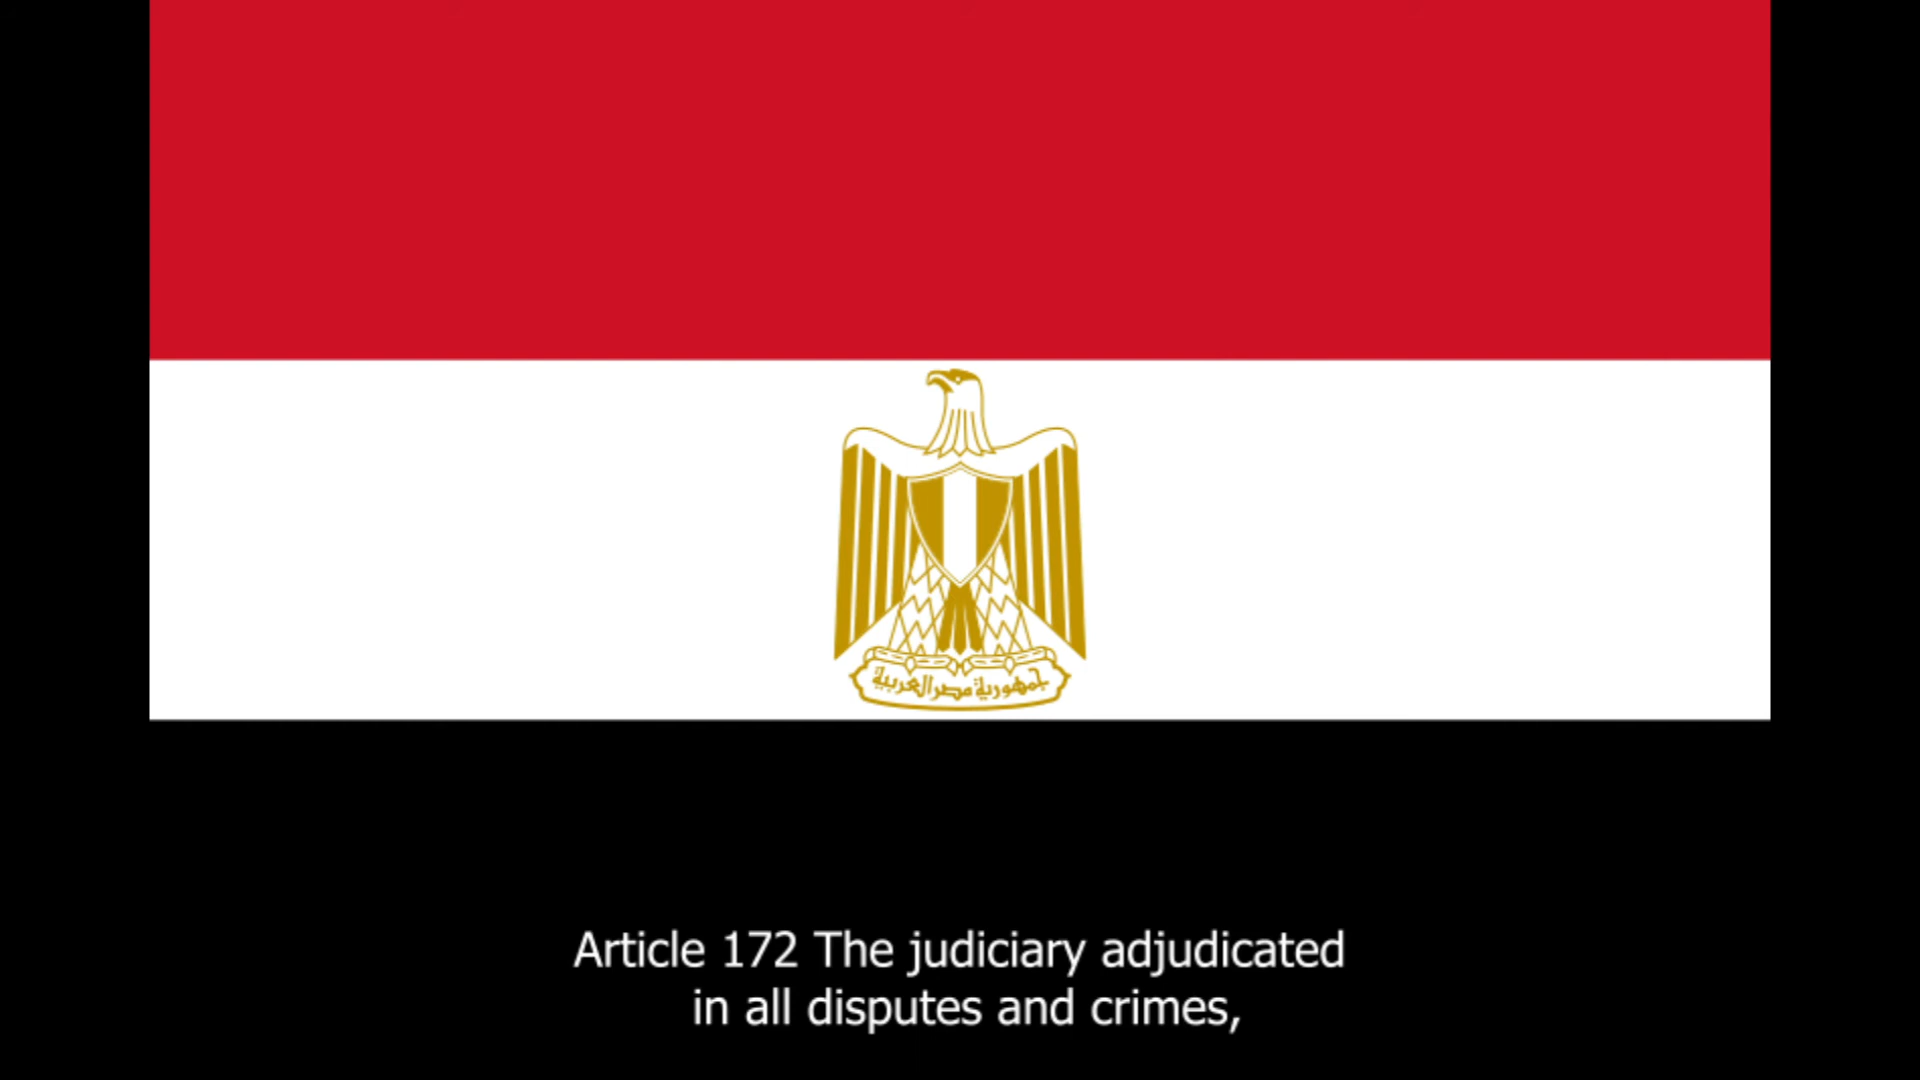 جمهورية مصر العربية
Article 172 The judiciary adjudicated
in all disputes and crimes,